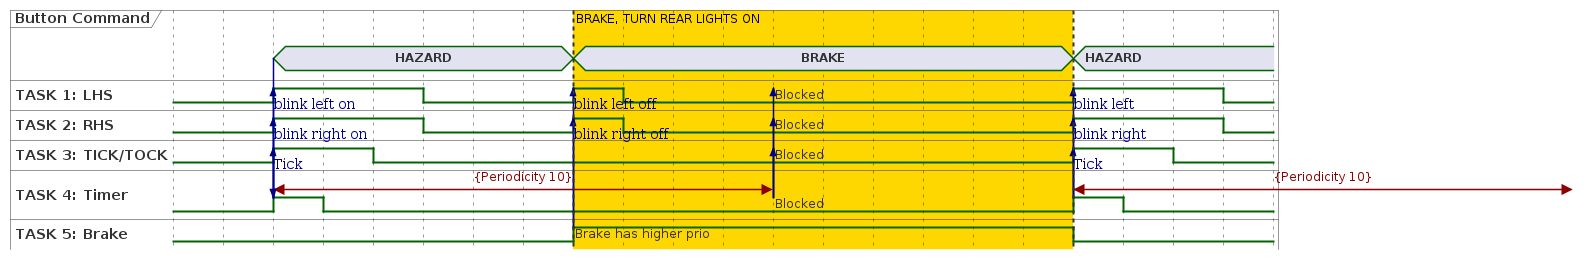 Button Command
BRAKE, TURN REAR LIGHTS ON
HAZARD
BRAKE
HAZARD
TASK 1: LHS
blink left on
blink left off
Blocked
blink left
TASK 2: RHS
blink right on
blink right off
Blocked
blink right
TASK 3: TICK/TOCK
Tick
Blocked
Tick
{Periodicity 10}
{Periodicity 10}
TASK 4: Timer
Blocked
TASK 5: Brake
Brake has higher prio